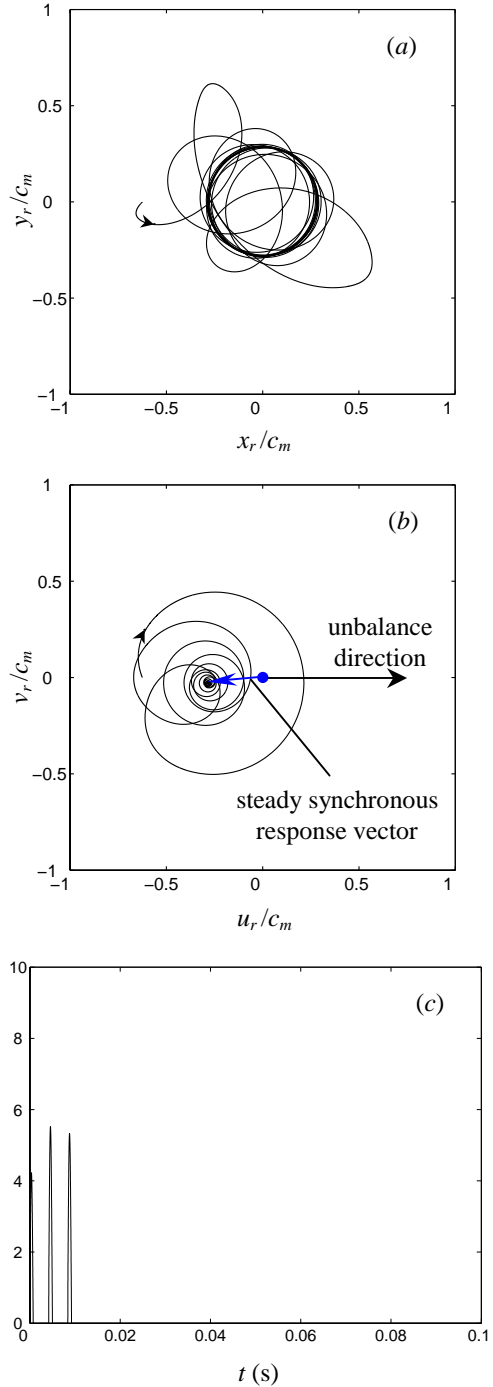 (a)
1
0.5
0
−0.5
−1
y_r/c_m
−1
−0.5
0
0.5
1
x_r/c_m
(b)
1
0.5
0
−0.5
−1
v_r/c_m
unbalance
direction
steady synchronous
response vector
−1
−0.5
0
0.5
1
u_r/c_m
(c)
10
8
6
4
2
0
0
0.02
0.04
0.06
0.08
0.1
t (s)